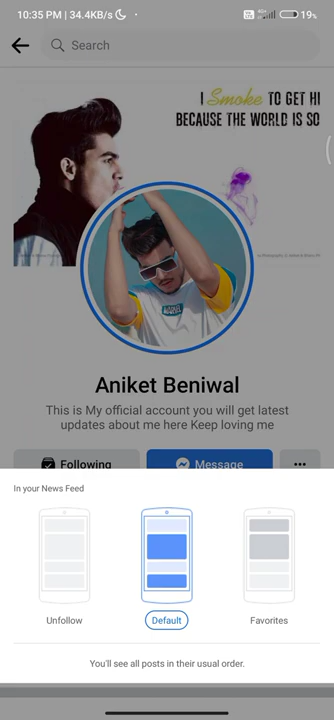 10:35 PM | 34.4KB/s
4G+
19%
Search
I Smoke TO GET HI
BECAUSE THE WORLD IS SO
Aniket Beniwal
This is My official account you will get latest
updates about me here Keep loving me
Following
Message
In your News Feed
Unfollow
Default
Favorites
You'll see all posts in their usual order.